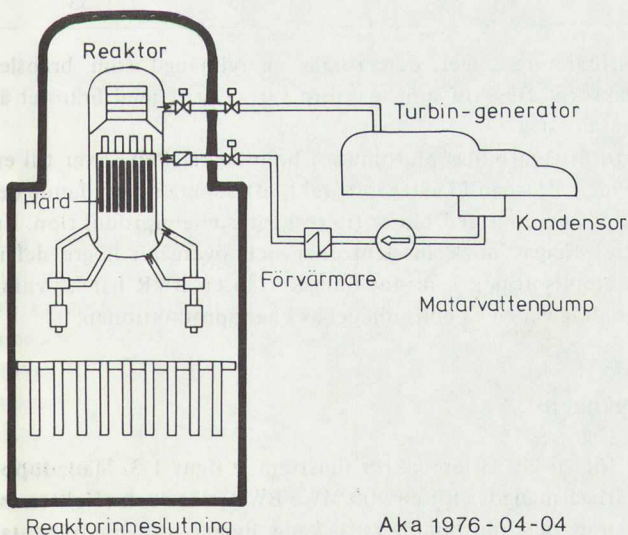 Reaktor
Turbin-generator
Härd
Kondensor
Förvärmare
Matarvattenpump
Reaktorinneslutning
Aka 1976-04-04